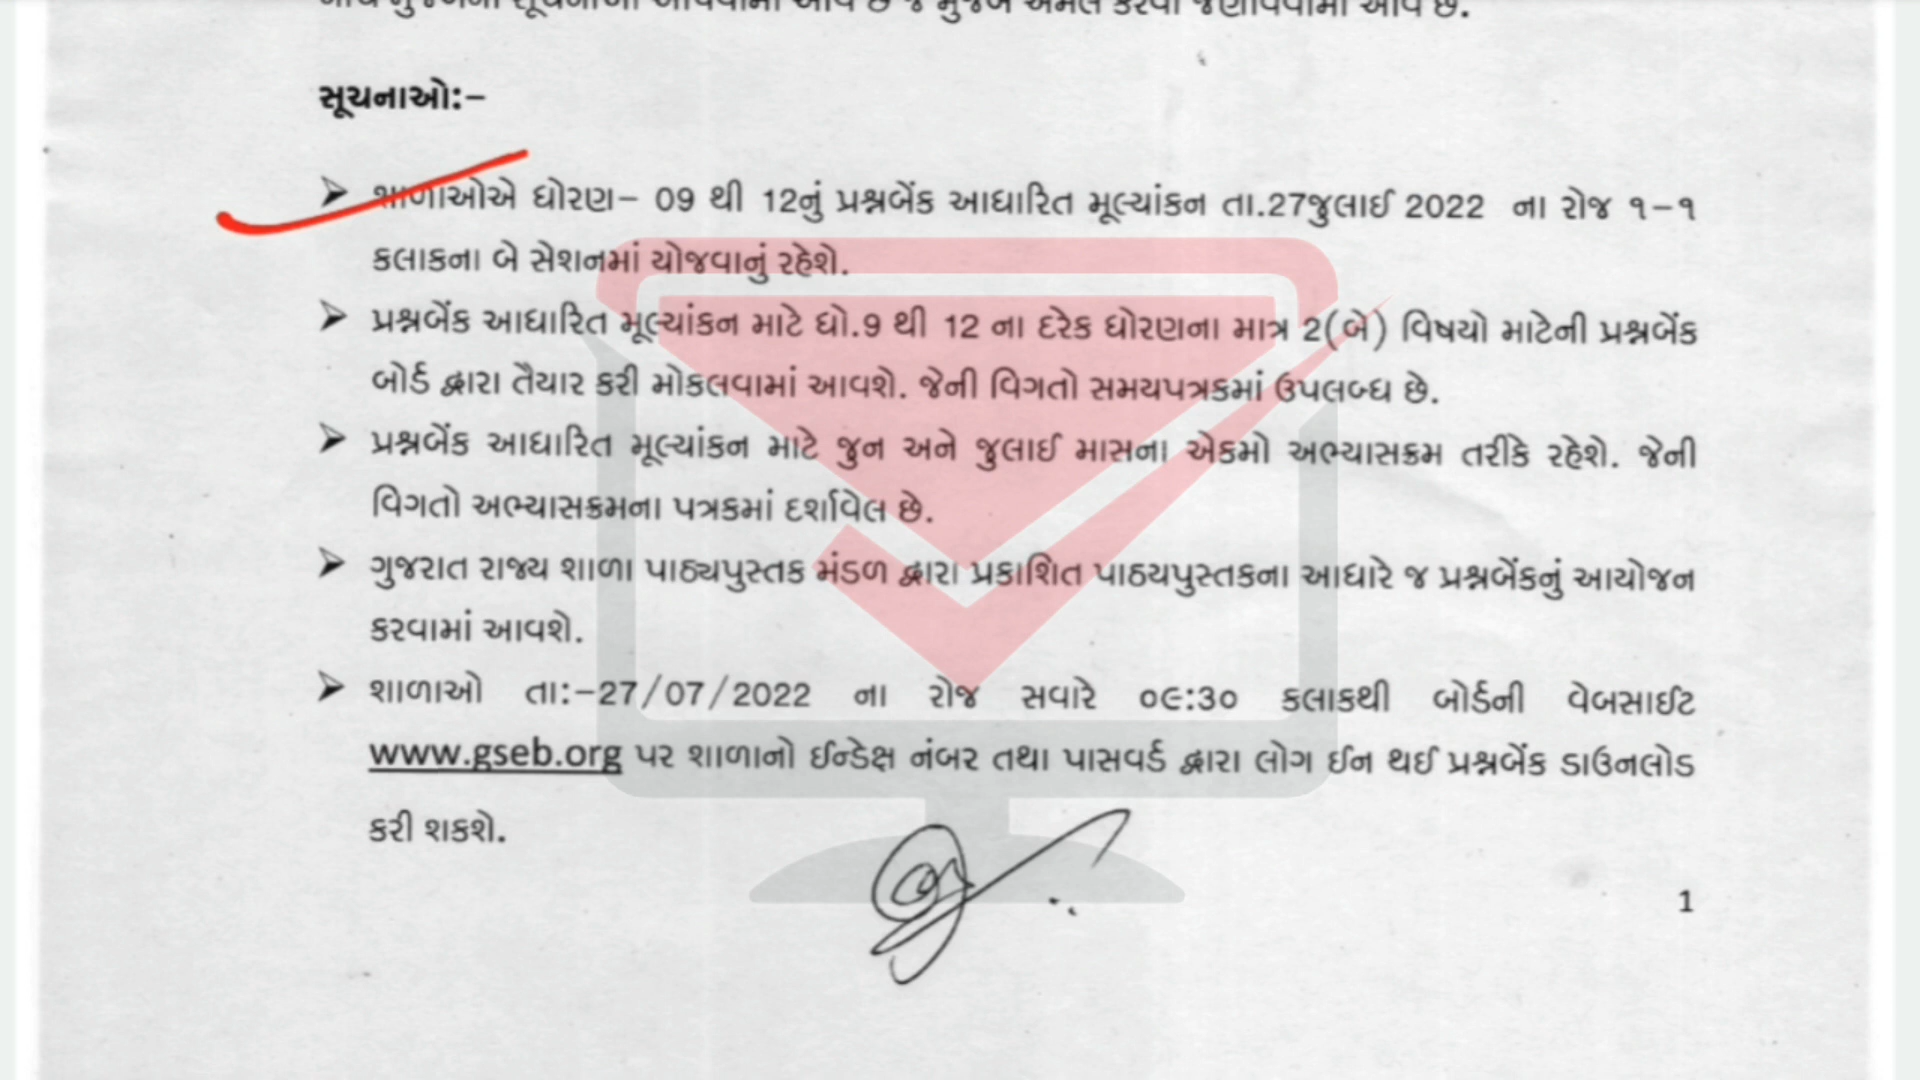 સૂચનાઓ:–
➤ શાળાઓએ ધોરણ– 09 થી 12નું પ્રશ્નબેંક આધારિત મૂલ્યાંકન તા.27જુલાઈ 2022 ના રોજ ૧–૧
કલાકના બે સેશનમાં યોજવાનું રહેશે.
➤ પ્રશ્નબેંક આધારિત મૂલ્યાંકન માટે ધો.9 થી 12 ના દરેક ધોરણના માત્ર 2(બે) વિષયો માટેની પ્રશ્નબેંક
બોર્ડ દ્વારા તૈયાર કરી મોકલવામાં આવશે. જેની વિગતો સમયપત્રકમાં ઉપલબ્ધ છે.
➤ પ્રશ્નબેંક આધારિત મૂલ્યાંકન માટે જુન અને જુલાઈ માસના એકમો અભ્યાસક્રમ તરીકે રહેશે. જેની
વિગતો અભ્યાસક્રમના પત્રકમાં દર્શાવેલ છે.
➤ ગુજરાત રાજ્ય શાળા પાઠ્યપુસ્તક મંડળ દ્વારા પ્રકાશિત પાઠયપુસ્તકના આધારે જ પ્રશ્નબેંકનું આયોજન
કરવામાં આવશે.
➤ શાળાઓ તા:–27/07/2022 ના રોજ સવારે ૦૯:૩૦ કલાકથી બોર્ડની વેબસાઈટ
www.gseb.org પર શાળાનો ઈન્ડેક્ષ નંબર તથા પાસવર્ડ દ્વારા લોગ ઈન થઈ પ્રશ્નબેંક ડાઉનલોડ
કરી શકશે.
1